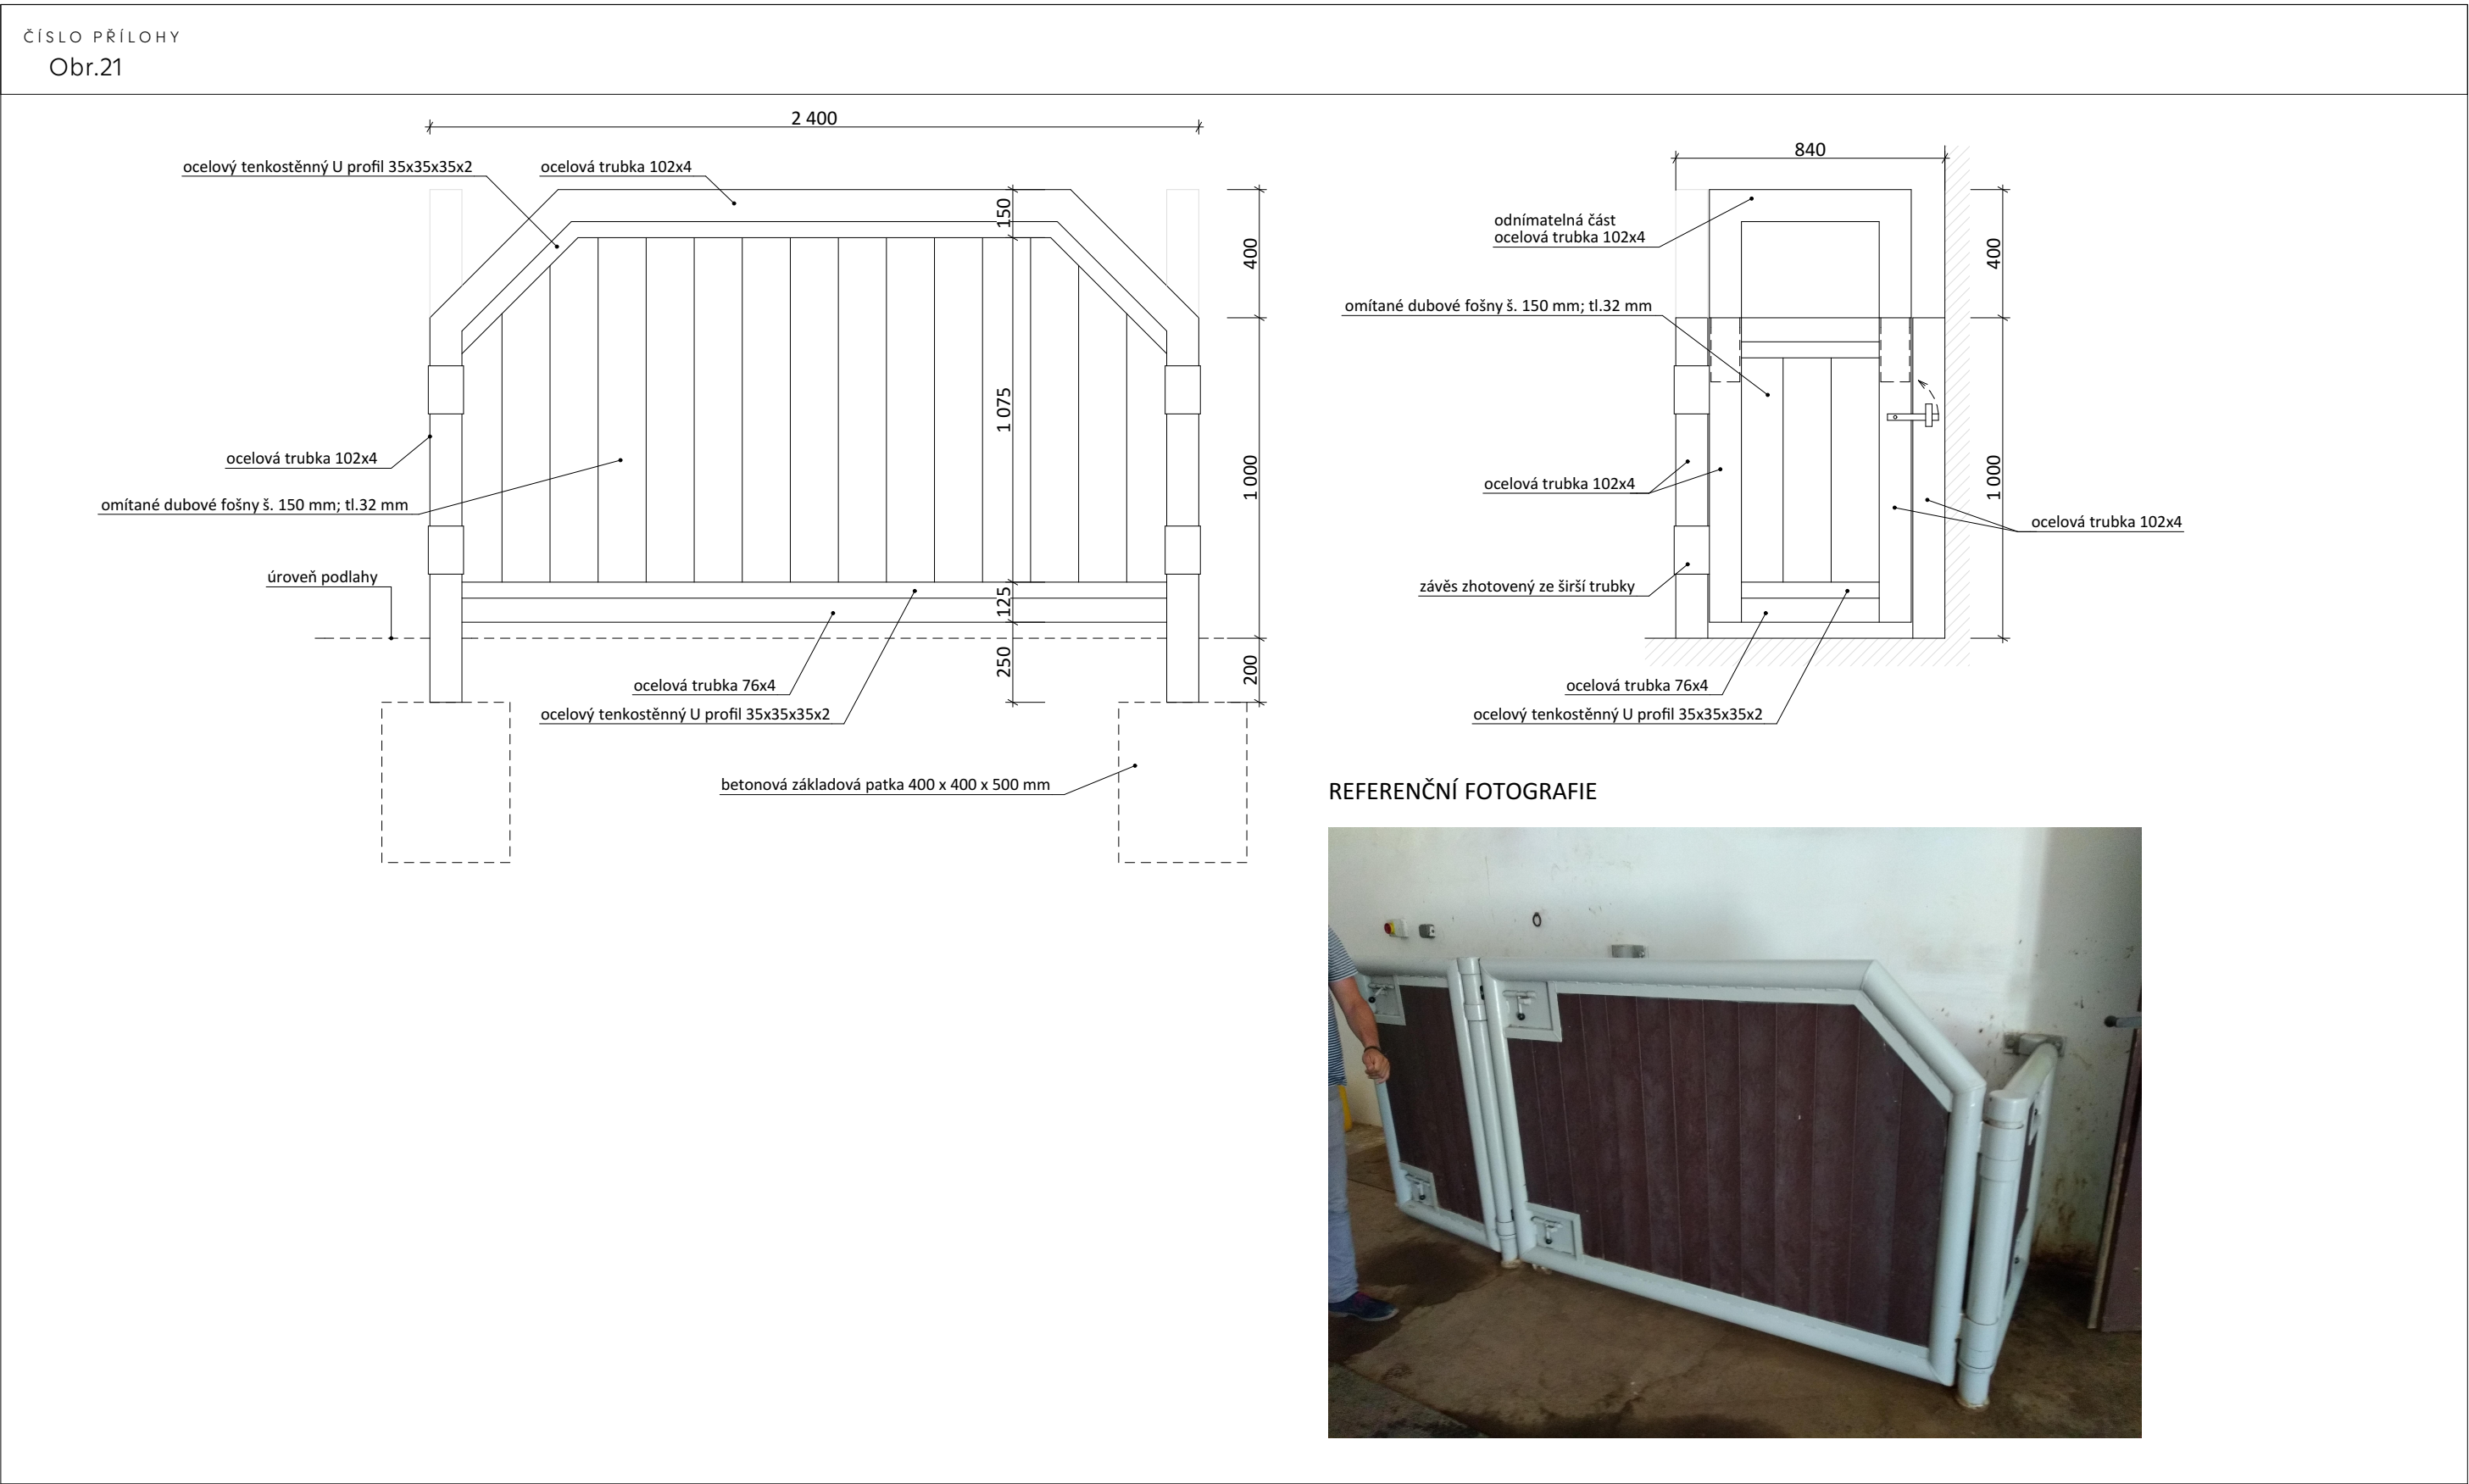 ČÍSLO PŘÍLOHY
Obr.21
2 400
ocelový tenkostěnný U profil 35x35x35x2
ocelová trubka 102x4
150
400
1 075
1 000
ocelová trubka 102x4
omítané dubové fošny š. 150 mm; tl.32 mm
úroveň podlahy
125
250
200
ocelová trubka 76x4
ocelový tenkostěnný U profil 35x35x35x2
betonová základová patka 400 x 400 x 500 mm
840
odnímatelná část
ocelová trubka 102x4
400
omítané dubové fošny š. 150 mm; tl.32 mm
ocelová trubka 102x4
1 000
ocelová trubka 102x4
závěs zhotovený ze širší trubky
ocelová trubka 76x4
ocelový tenkostěnný U profil 35x35x35x2
REFERENČNÍ FOTOGRAFIE